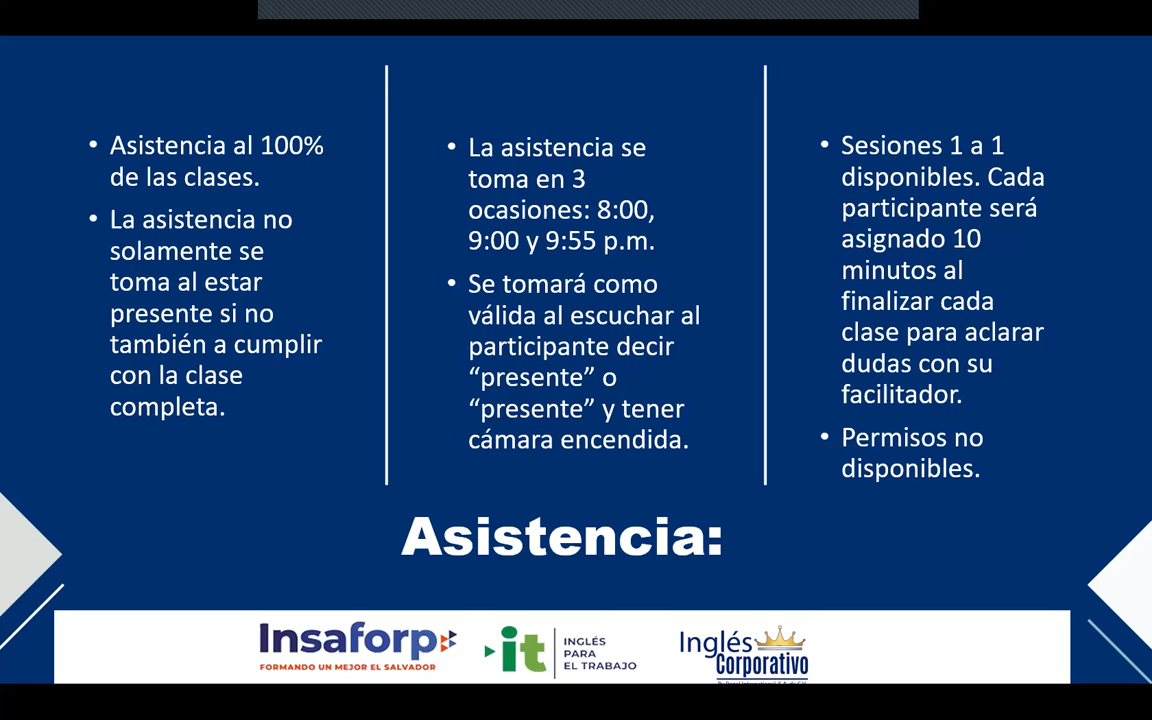 • Asistencia al 100%
de las clases.
• La asistencia no
solamente se
toma al estar
presente si no
también a cumplir
con la clase
completa.
• La asistencia se
toma en 3
ocasiones: 8:00,
9:00 y 9:55 p.m.
• Se tomará como
válida al escuchar al
participante decir
“presente” o
“presente” y tener
cámara encendida.
• Sesiones 1 a 1
disponibles. Cada
participante será
asignado 10
minutos al
finalizar cada
clase para aclarar
dudas con su
facilitador.
• Permisos no
disponibles.
Asistencia:
Insaforp
FORMANDO UN MEJOR EL SALVADOR
it
INGLÉS
PARA
EL TRABAJO
Inglés
Corporativo